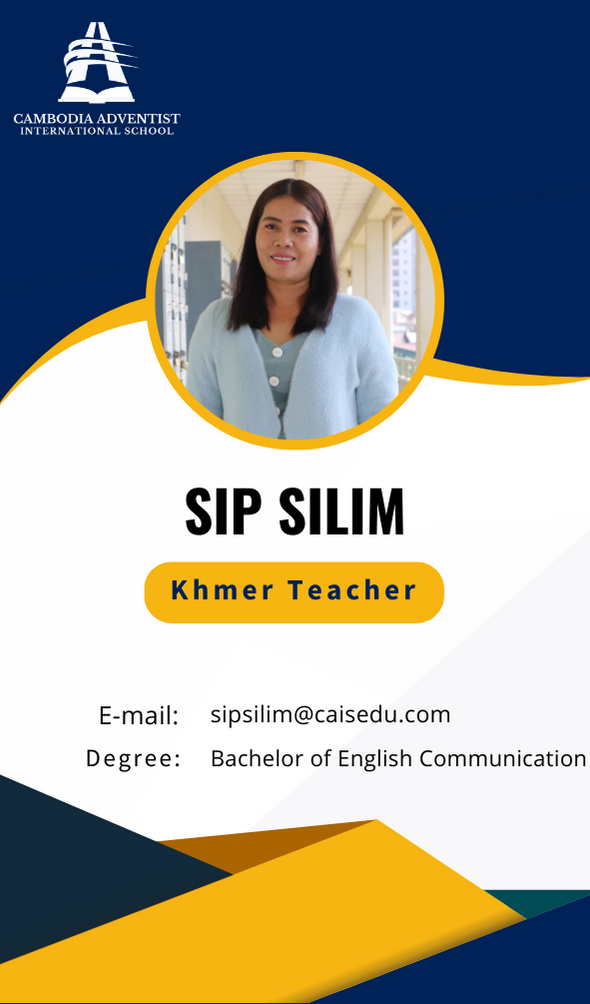 CAMBODIA ADVENTIST
INTERNATIONAL SCHOOL
SIP SILIM
Khmer Teacher
E-mail: sipsilim@caisedu.com
Degree: Bachelor of English Communication